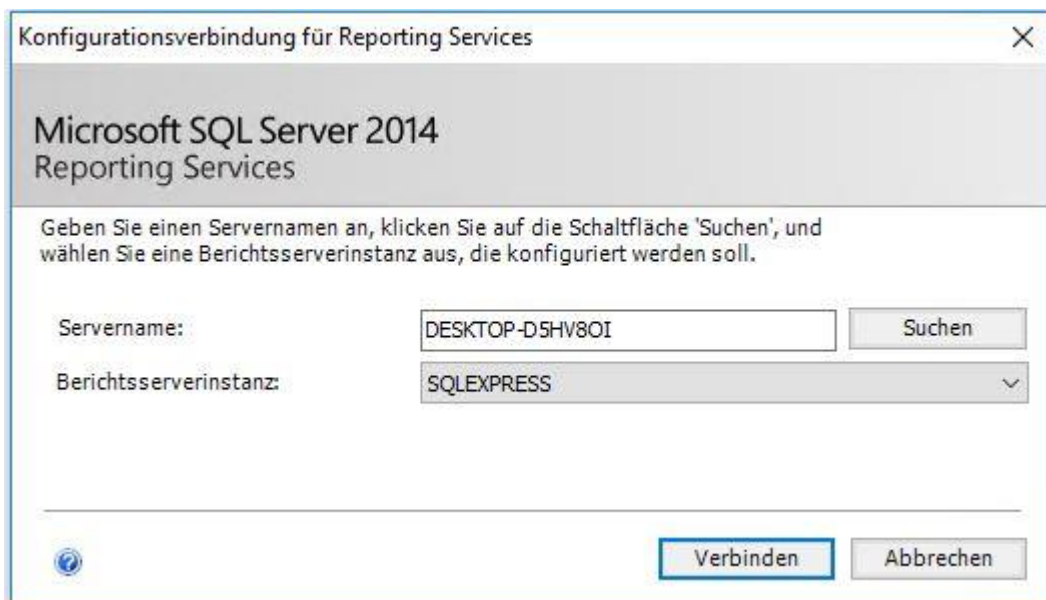 Konfigurationsverbindung für Reporting Services
Microsoft SQL Server 2014
Reporting Services
Geben Sie einen Servernamen an, klicken Sie auf die Schaltfläche 'Suchen', und
wählen Sie eine Berichtsserverinstanz aus, die konfiguriert werden soll.
Servername:
DESKTOP-D5HV8OI
Suchen
Berichtsserverinstanz:
SQLEXPRESS
Verbinden
Abbrechen